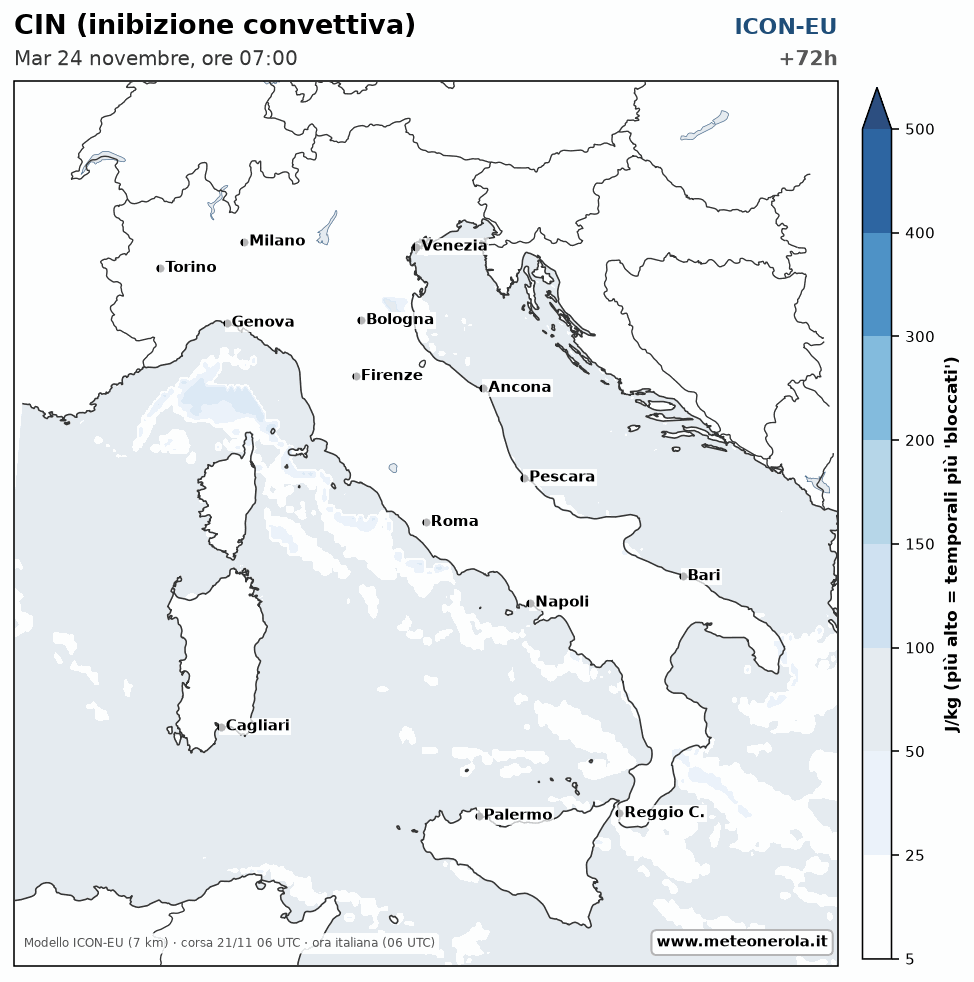 CIN (inibizione convettiva)
ICON-EU
Mar 24 novembre, ore 07:00
+72h
500
400
300
200
150
100
50
25
5
J/kg (più alto = temporali più 'bloccati')
Milano
Venezia
Torino
Genova
Bologna
Firenze
Ancona
Pescara
Roma
Bari
Napoli
Cagliari
Palermo
Reggio C.
Modello ICON-EU (7 km) · corsa 21/11 06 UTC · ora italiana (06 UTC)
www.meteonerola.it